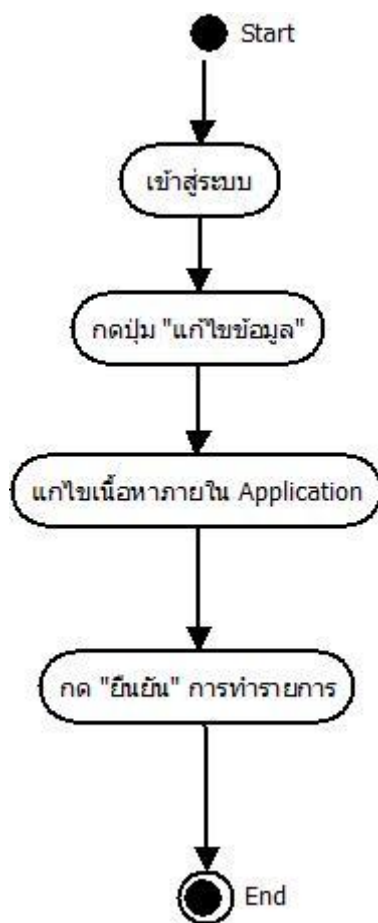 Start
เข้าสู่ระบบ
กดปุ่ม "แก้ไขข้อมูล"
แก้ไขเนื้อหาภายใน Application
กด "ยืนยัน" การทำรายการ
End